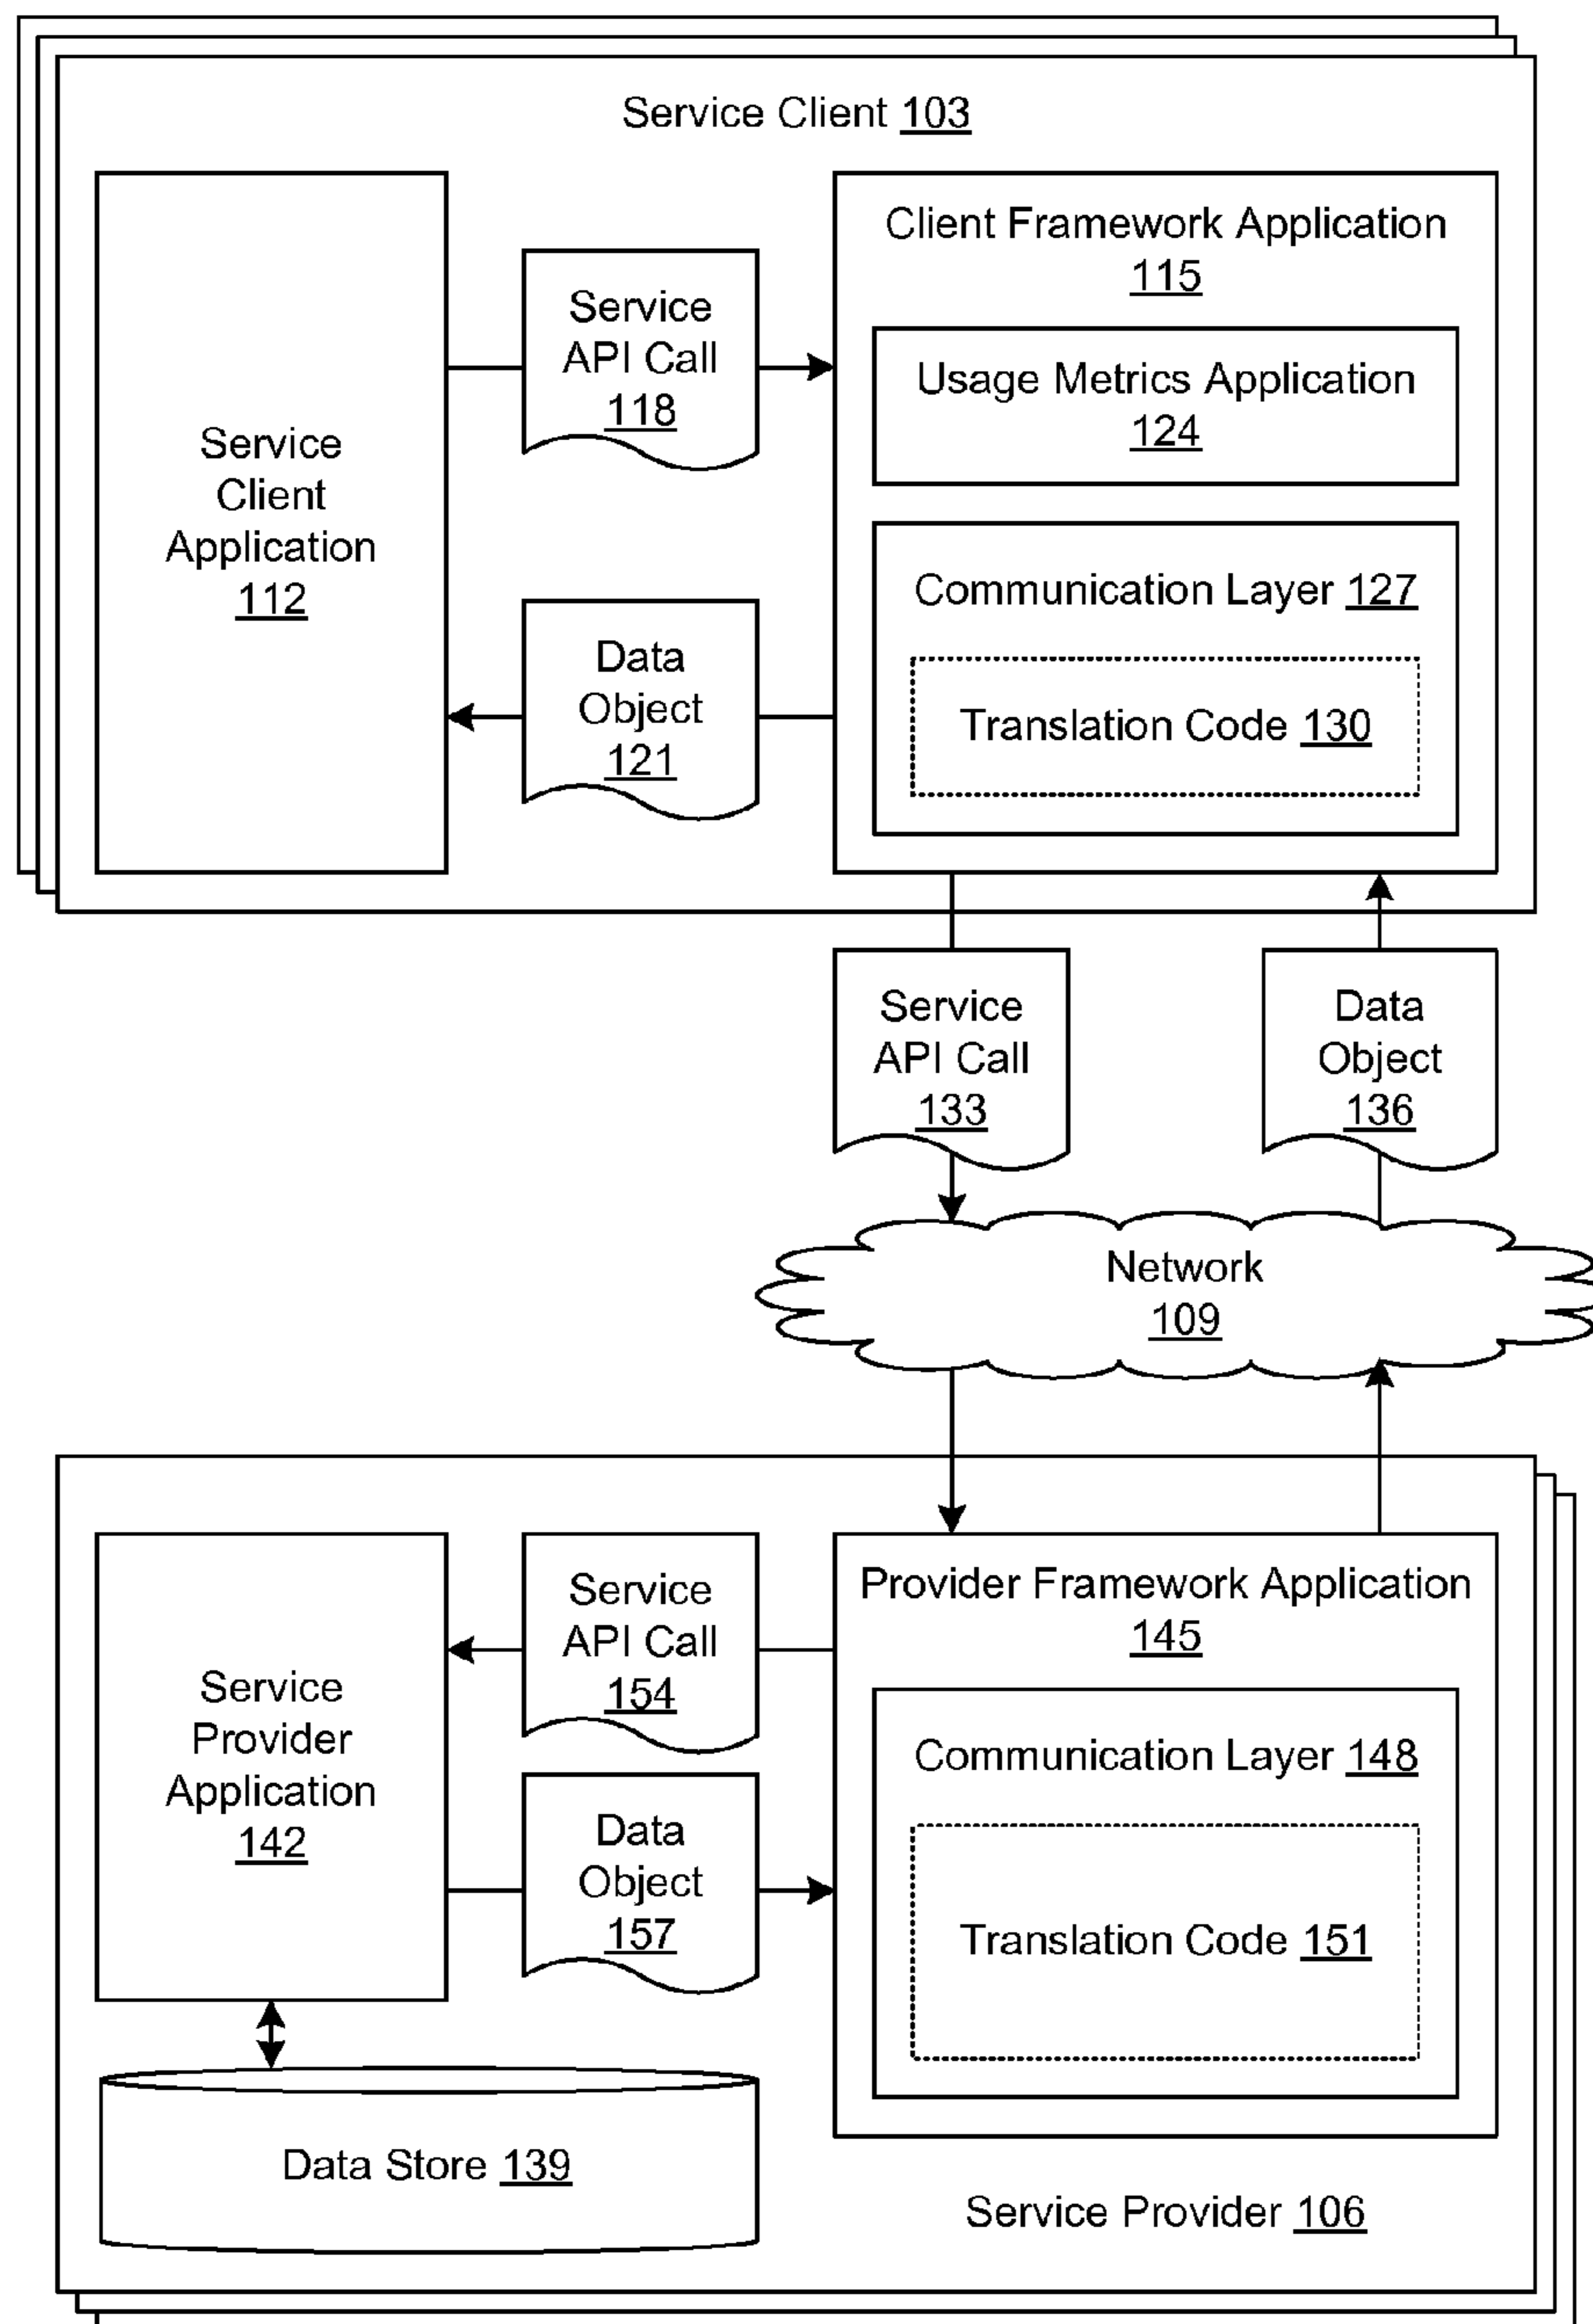 Service Client 103
Service
Client
Application
112
Service
API Call
118
Data
Object
121
Client Framework Application
115
Usage Metrics Application
124
Communication Layer 127
Translation Code 130
Service
API Call
133
Data
Object
136
Network
109
Service
Provider
Application
142
Service
API Call
154
Data
Object
157
Provider Framework Application
145
Communication Layer 148
Translation Code 151
Data Store 139
Service Provider 106